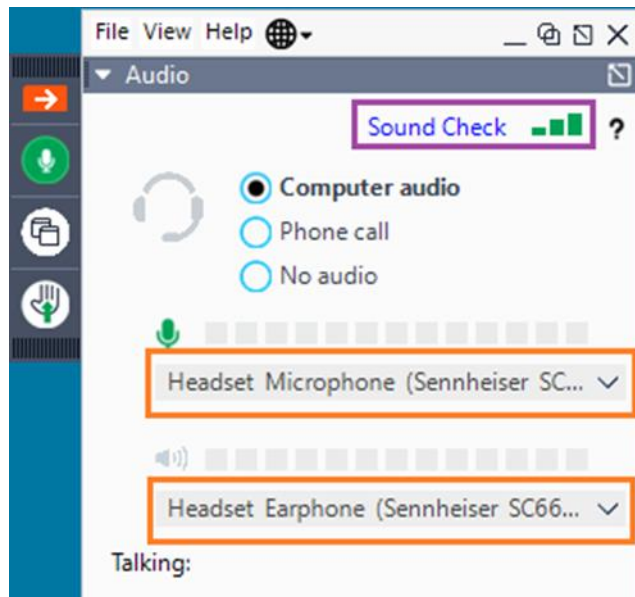 File View Help
Audio
Sound Check ?
Computer audio
Phone call
No audio
Headset Microphone (Sennheiser SC...
Headset Earphone (Sennheiser SC66...
Talking: